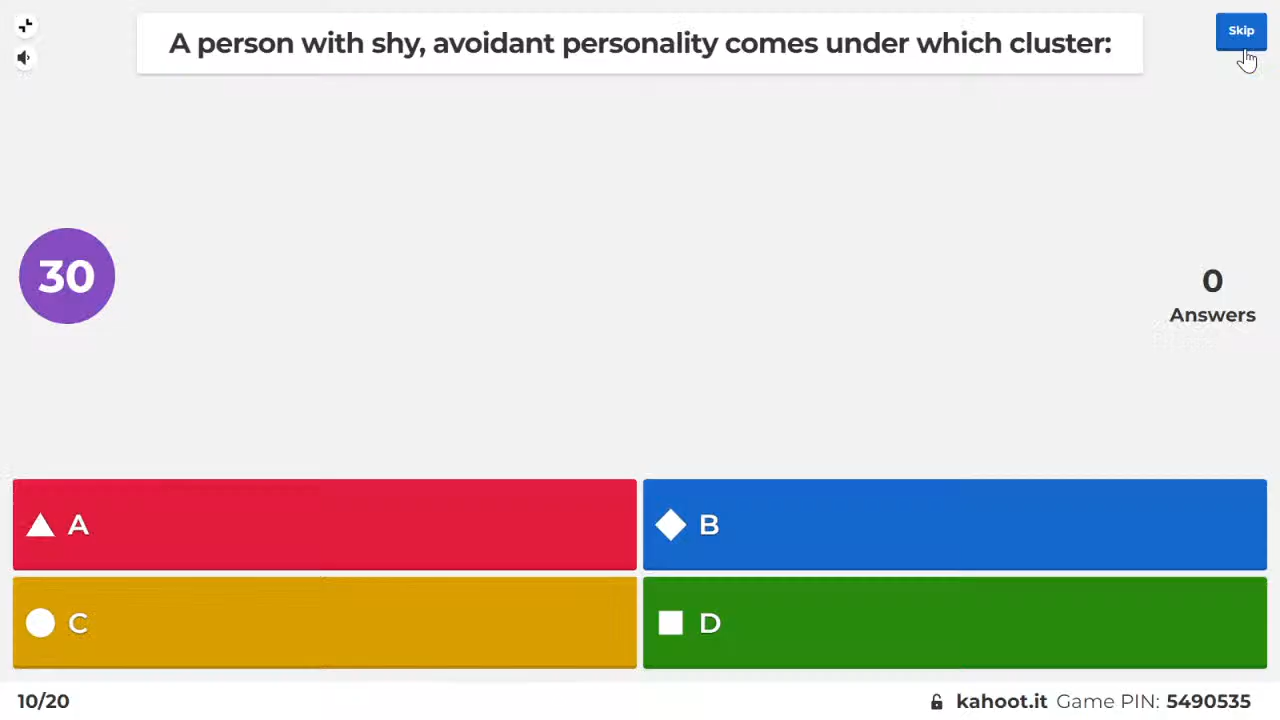 A person with shy, avoidant personality comes under which cluster:
Skip
30
0
Answers
A
B
C
D
10/20
kahoot.it Game PIN: 5490535